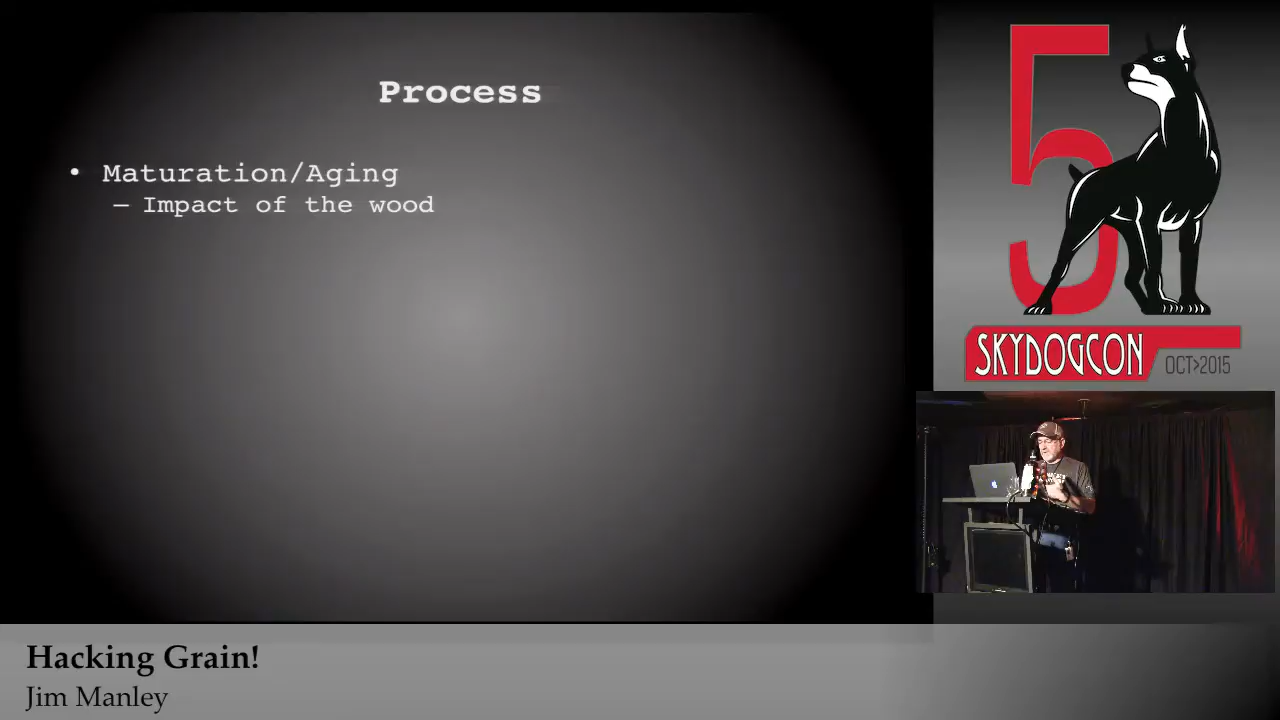 Process
• Maturation/Aging
– Impact of the wood
5
SKYDOGCON
OCT>2015
Hacking Grain!
Jim Manley